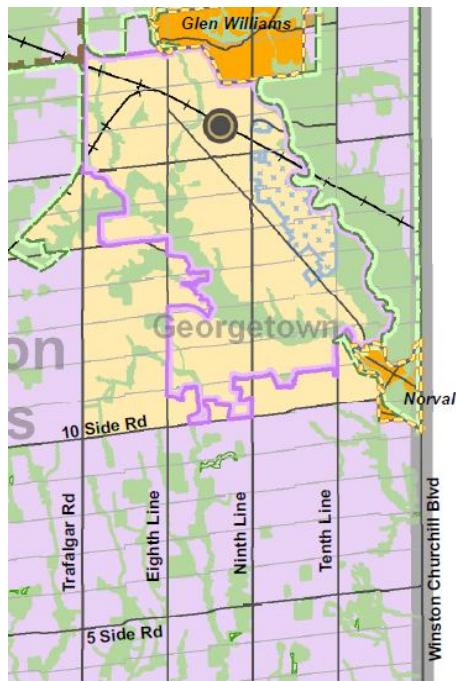 Glen Williams
Georgetown
on
s
Norval
10 Side Rd
Trafalgar Rd
Eighth Line
Ninth Line
Tenth Line
Winston Churchill Blvd
5 Side Rd